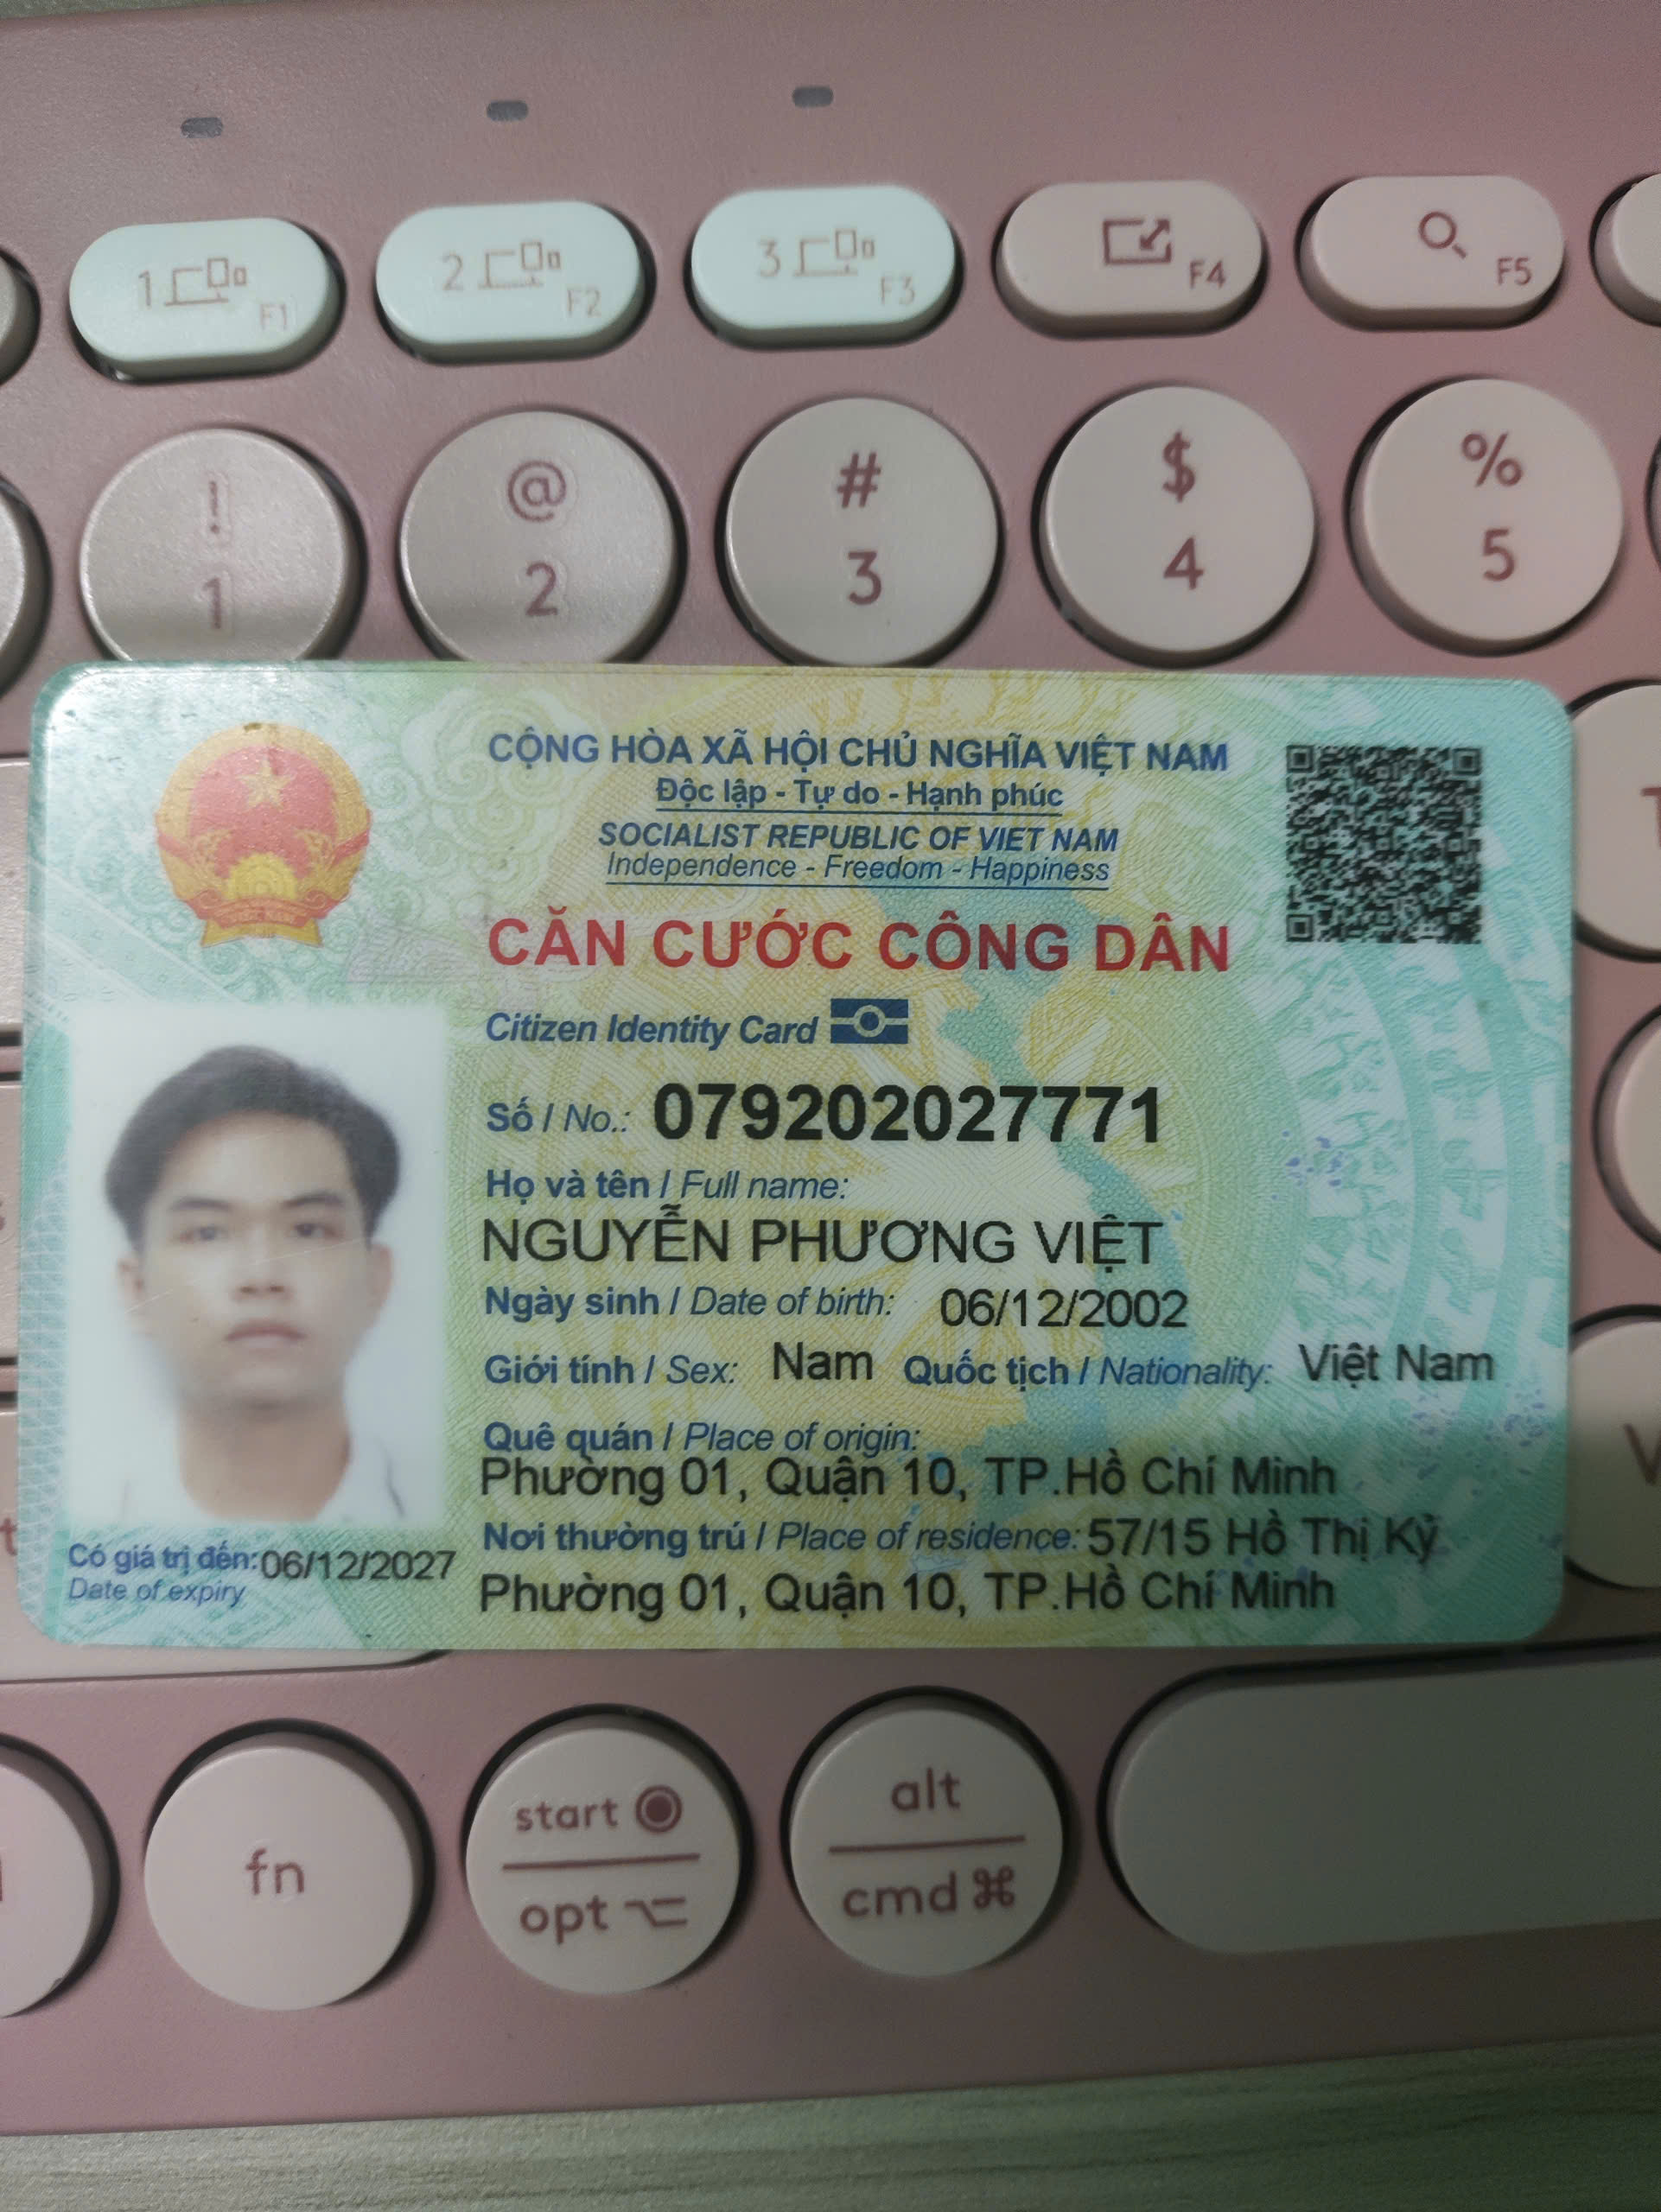 1 F1
2 F2
3 F3
F4
F5
! 1
@ 2
# 3
$ 4
% 5
CỘNG HÒA XÃ HỘI CHỦ NGHĨA VIỆT NAM
Độc lập - Tự do - Hạnh phúc
SOCIALIST REPUBLIC OF VIET NAM
Independence - Freedom - Happiness
CĂN CƯỚC CÔNG DÂN
Citizen Identity Card
Số / No.: 079202027771
Họ và tên / Full name:
NGUYỄN PHƯƠNG VIỆT
Ngày sinh / Date of birth: 06/12/2002
Giới tính / Sex: Nam Quốc tịch / Nationality: Việt Nam
Quê quán / Place of origin:
Phường 01, Quận 10, TP.Hồ Chí Minh
Nơi thường trú / Place of residence: 57/15 Hồ Thị Kỷ
Phường 01, Quận 10, TP.Hồ Chí Minh
Có giá trị đến: 06/12/2027
Date of expiry
fn
start
opt ⌥
alt
cmd ⌘